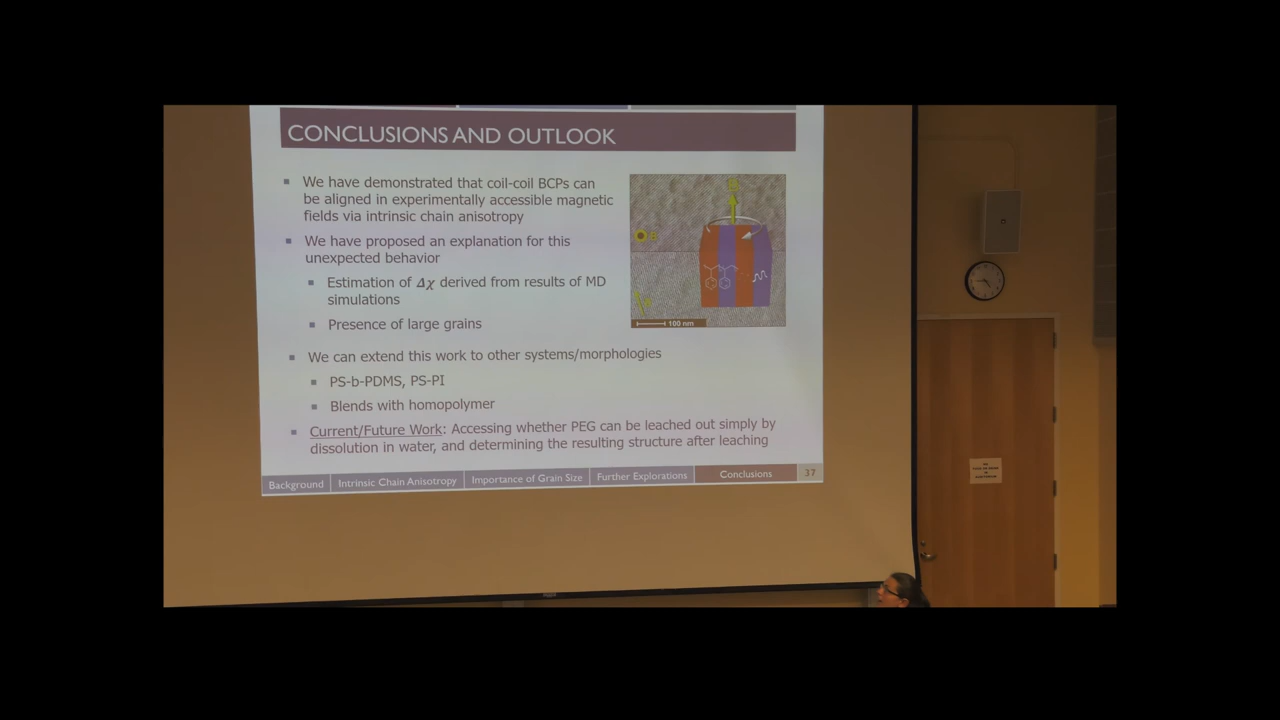 CONCLUSIONS AND OUTLOOK
We have demonstrated that coil-coil BCPs can
be aligned in experimentally accessible magnetic
fields via intrinsic chain anisotropy
We have proposed an explanation for this
unexpected behavior
Estimation of Δχ derived from results of MD
simulations
Presence of large grains
100 nm
We can extend this work to other systems/morphologies
PS-b-PDMS, PS-PI
Blends with homopolymer
Current/Future Work: Accessing whether PEG can be leached out simply by
dissolution in water, and determining the resulting structure after leaching
Background Intrinsic Chain Anisotropy Importance of Grain Size Further Explorations Conclusions 37